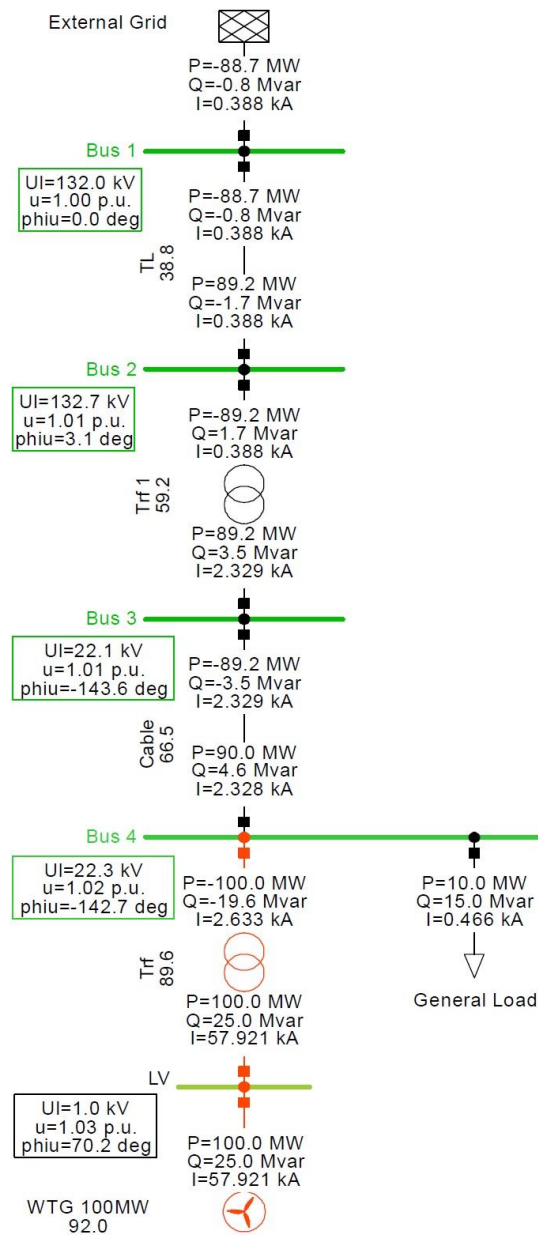 External Grid
P=-88.7 MW
Q=-0.8 Mvar
I=0.388 kA
Bus 1
Ul=132.0 kV
u=1.00 p.u.
phiu=0.0 deg
P=-88.7 MW
Q=-0.8 Mvar
I=0.388 kA
TL
38.8
P=89.2 MW
Q=-1.7 Mvar
I=0.388 kA
Bus 2
Ul=132.7 kV
u=1.01 p.u.
phiu=3.1 deg
P=-89.2 MW
Q=1.7 Mvar
I=0.388 kA
Trf 1
59.2
P=89.2 MW
Q=3.5 Mvar
I=2.329 kA
Bus 3
Ul=22.1 kV
u=1.01 p.u.
phiu=-143.6 deg
P=-89.2 MW
Q=-3.5 Mvar
I=2.329 kA
Cable
66.5
P=90.0 MW
Q=4.6 Mvar
I=2.328 kA
Bus 4
Ul=22.3 kV
u=1.02 p.u.
phiu=-142.7 deg
P=-100.0 MW
Q=-19.6 Mvar
I=2.633 kA
P=10.0 MW
Q=15.0 Mvar
I=0.466 kA
Trf
89.6
General Load
P=100.0 MW
Q=25.0 Mvar
I=57.921 kA
LV
Ul=1.0 kV
u=1.03 p.u.
phiu=70.2 deg
P=100.0 MW
Q=25.0 Mvar
I=57.921 kA
WTG 100MW
92.0